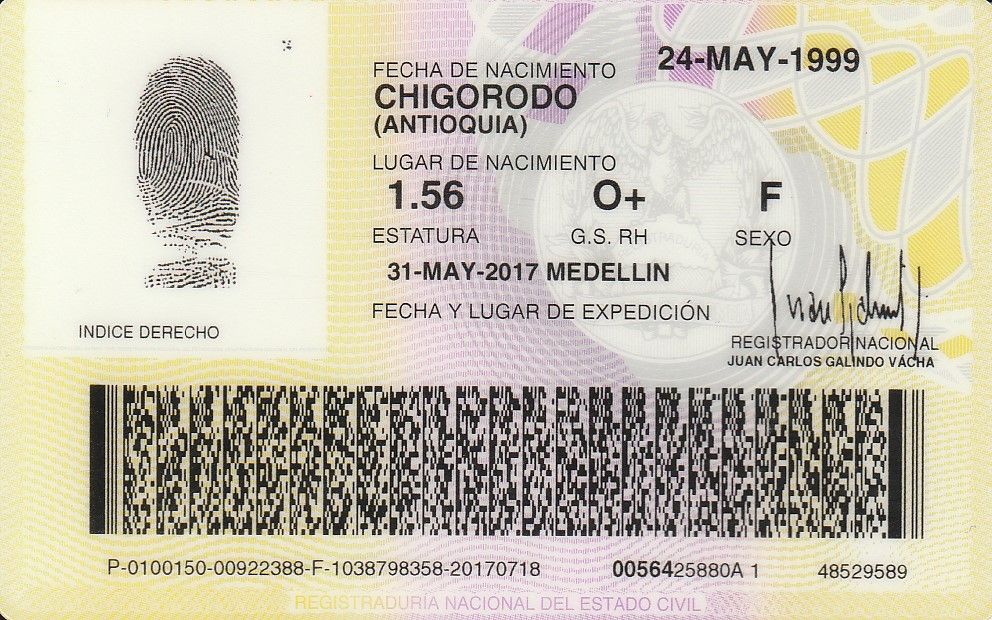 24-MAY-1999
FECHA DE NACIMIENTO
CHIGORODO
(ANTIOQUIA)
LUGAR DE NACIMIENTO
1.56 O+ F
ESTATURA G.S. RH SEXO
31-MAY-2017 MEDELLIN
FECHA Y LUGAR DE EXPEDICIÓN
INDICE DERECHO
REGISTRADOR NACIONAL
JUAN CARLOS GALINDO VÁCHA
P-0100150-00922388-F-1038798358-20170718 0056425880A 1 48529589
REGISTRADURIA NACIONAL DEL ESTADO CIVIL